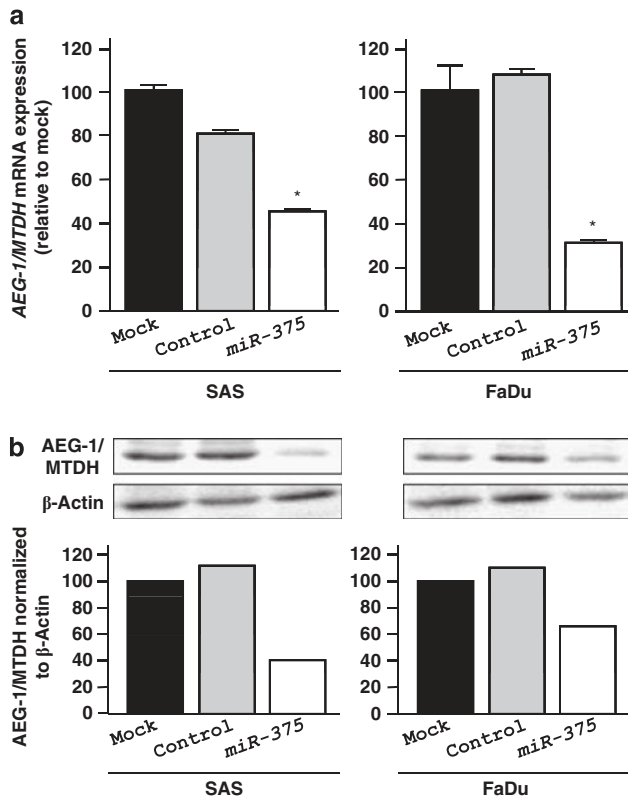 a
AEG-1/MTDH mRNA expression
(relative to mock)
120
100
80
60
40
20
0
*
Mock
Control
miR-375
SAS
120
100
80
60
40
20
0
*
Mock
Control
miR-375
FaDu
b
AEG-1/
MTDH
β-Actin
AEG-1/MTDH normalized
to β-Actin
120
100
80
60
40
20
0
Mock
Control
miR-375
SAS
120
100
80
60
40
20
0
Mock
Control
miR-375
FaDu